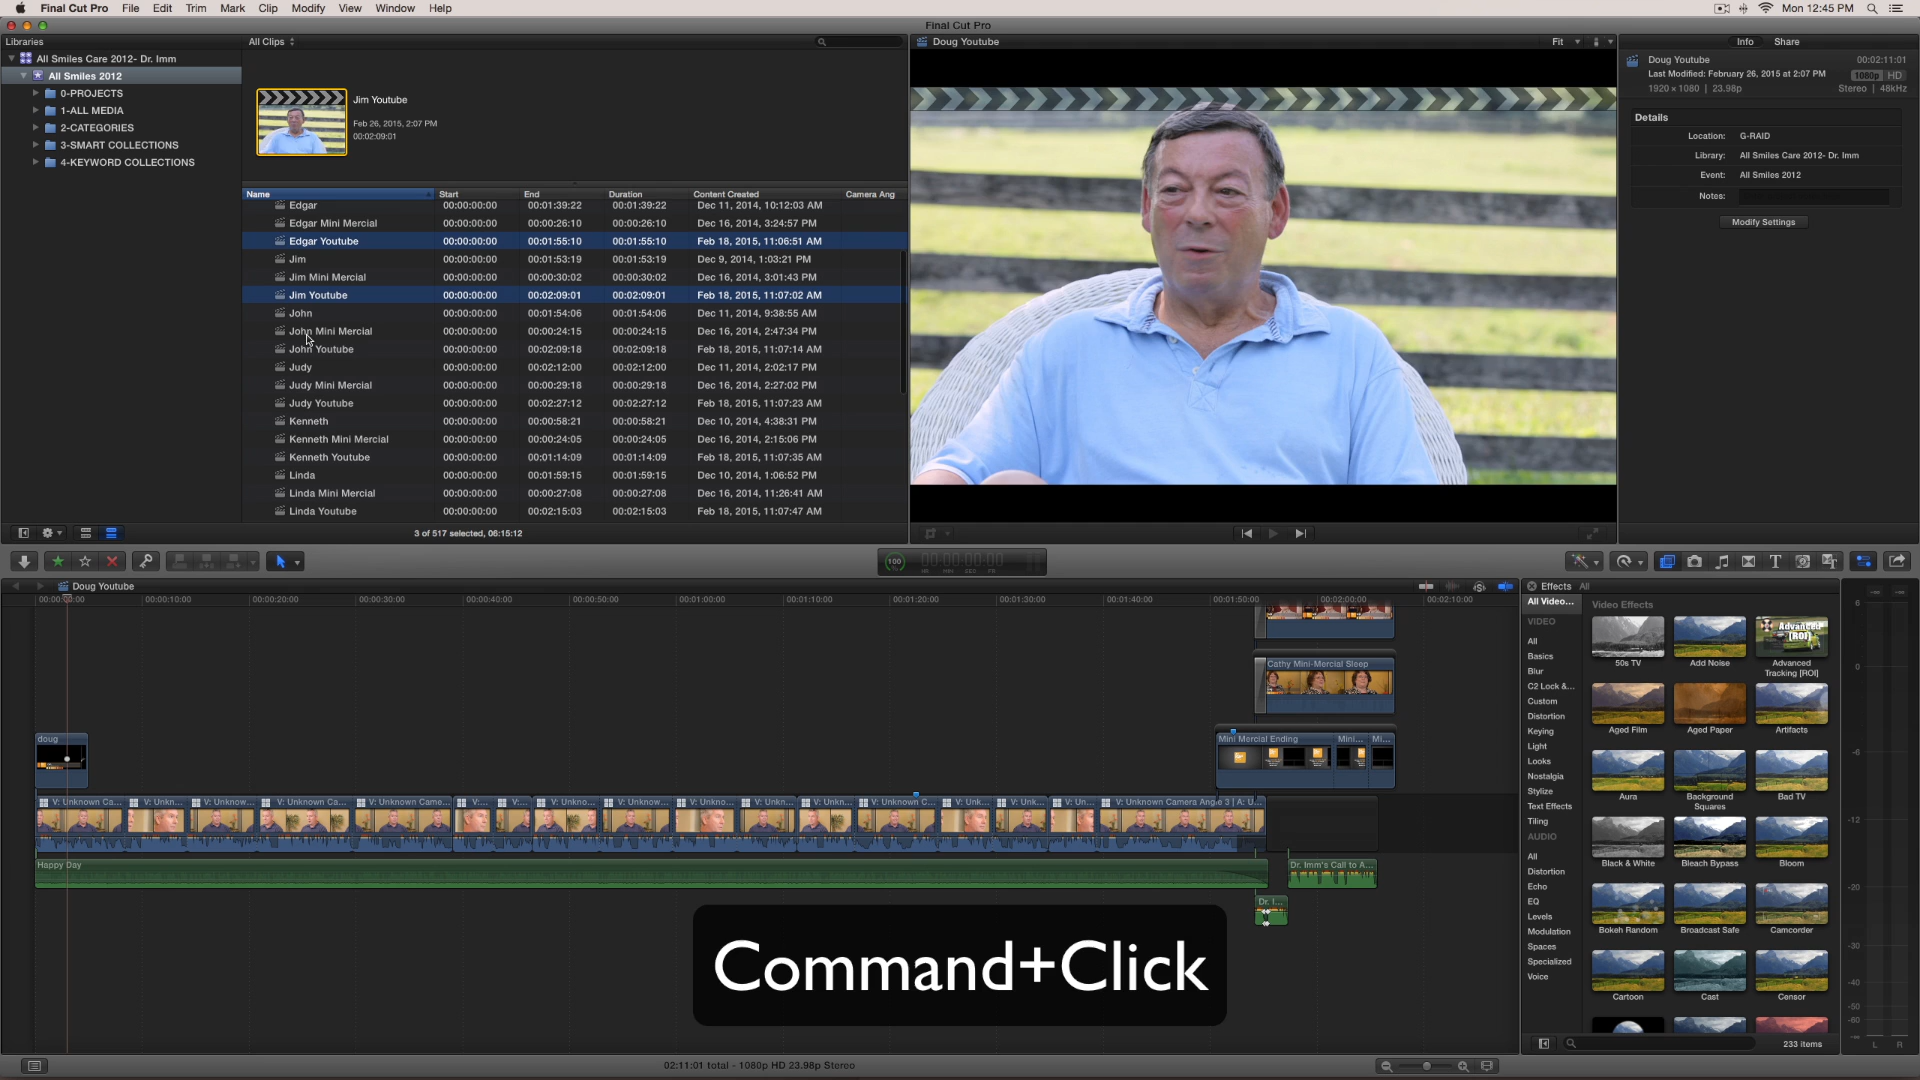 Final Cut Pro File Edit Trim Mark Clip Modify View Window Help Mon 12:45 PM
Final Cut Pro
Libraries All Clips Doug Youtube Fit Info Share
All Smiles Care 2012- Dr. Imm
All Smiles 2012
0-PROJECTS
1-ALL MEDIA
2-CATEGORIES
3-SMART COLLECTIONS
4-KEYWORD COLLECTIONS
Jim Youtube
Feb 26, 2015, 2:07 PM
00:02:09:01
Name Start End Duration Content Created Camera Ang
Edgar 00:00:00:00 00:01:39:22 00:01:39:22 Dec 11, 2014, 10:12:03 AM
Edgar Mini Mercial 00:00:00:00 00:00:26:10 00:00:26:10 Dec 16, 2014, 3:24:57 PM
Edgar Youtube 00:00:00:00 00:01:55:10 00:01:55:10 Feb 18, 2015, 11:06:51 AM
Jim 00:00:00:00 00:01:53:19 00:01:53:19 Dec 9, 2014, 1:03:21 PM
Jim Mini Mercial 00:00:00:00 00:00:30:02 00:00:30:02 Dec 16, 2014, 3:01:43 PM
Jim Youtube 00:00:00:00 00:02:09:01 00:02:09:01 Feb 18, 2015, 11:07:02 AM
John 00:00:00:00 00:01:54:06 00:01:54:06 Dec 11, 2014, 9:38:55 AM
John Mini Mercial 00:00:00:00 00:00:24:15 00:00:24:15 Dec 16, 2014, 2:47:34 PM
John Youtube 00:00:00:00 00:02:09:18 00:02:09:18 Feb 18, 2015, 11:07:14 AM
Judy 00:00:00:00 00:02:12:00 00:02:12:00 Dec 11, 2014, 2:02:17 PM
Judy Mini Mercial 00:00:00:00 00:00:29:18 00:00:29:18 Dec 16, 2014, 2:27:02 PM
Judy Youtube 00:00:00:00 00:02:27:12 00:02:27:12 Feb 18, 2015, 11:07:23 AM
Kenneth 00:00:00:00 00:00:58:21 00:00:58:21 Dec 10, 2014, 4:38:31 PM
Kenneth Mini Mercial 00:00:00:00 00:00:24:05 00:00:24:05 Dec 16, 2014, 2:15:06 PM
Kenneth Youtube 00:00:00:00 00:01:14:09 00:01:14:09 Feb 18, 2015, 11:07:35 AM
Linda 00:00:00:00 00:01:59:15 00:01:59:15 Dec 10, 2014, 1:06:52 PM
Linda Mini Mercial 00:00:00:00 00:00:27:08 00:00:27:08 Dec 16, 2014, 11:26:41 AM
Linda Youtube 00:00:00:00 00:02:15:03 00:02:15:03 Feb 18, 2015, 11:07:47 AM
3 of 517 selected, 06:15:12
Doug Youtube 00:02:11:01
Last Modified: February 26, 2015 at 2:07 PM 1080p HD
1920 × 1080 | 23.98p Stereo | 48kHz
Details
Location: G-RAID
Library: All Smiles Care 2012- Dr. Imm
Event: All Smiles 2012
Notes:
Modify Settings
100 00:00:00:00
HR MIN SEC FR
Doug Youtube
00:00:00:00 00:00:10:00 00:00:20:00 00:00:30:00 00:00:40:00 00:00:50:00 00:01:00:00 00:01:10:00 00:01:20:00 00:01:30:00 00:01:40:00 00:01:50:00 00:02:00:00 00:02:10:00
Cathy Mini-Mercial Sleep
doug
Mini Mercial Ending Mini... Mi...
V: Unknown Ca... V: Unkn... V: Unknow... V: Unknown Ca... V: Unknown Came... V:... V:... V: Unkno... V: Unknow... V: Unkno... V: Unkn... V: Unkn... V: Unknown C... V: Unk... V: Unk... V: Un... V: Unknown Camera Angle 3 | A: U...
Happy Day
Dr. Imm's Call to A...
Dr. I...
Command+Click
02:11:01 total - 1080p HD 23.98p Stereo
Effects All
All Video...
VIDEO
All
Basics
Blur
C2 Lock &...
Custom
Distortion
Keying
Light
Looks
Nostalgia
Stylize
Text Effects
Tiling
AUDIO
All
Distortion
Echo
EQ
Levels
Modulation
Spaces
Specialized
Voice
Video Effects
Advanced
[ROI]
50s TV Add Noise Advanced Tracking [ROI]
Aged Film Aged Paper Artifacts
Aura Background Squares Bad TV
Black & White Bleach Bypass Bloom
Bokeh Random Broadcast Safe Camcorder
Cartoon Cast Censor
233 items
6
0
-6
-12
-20
-30
-40
-50
-60
-∞
L R